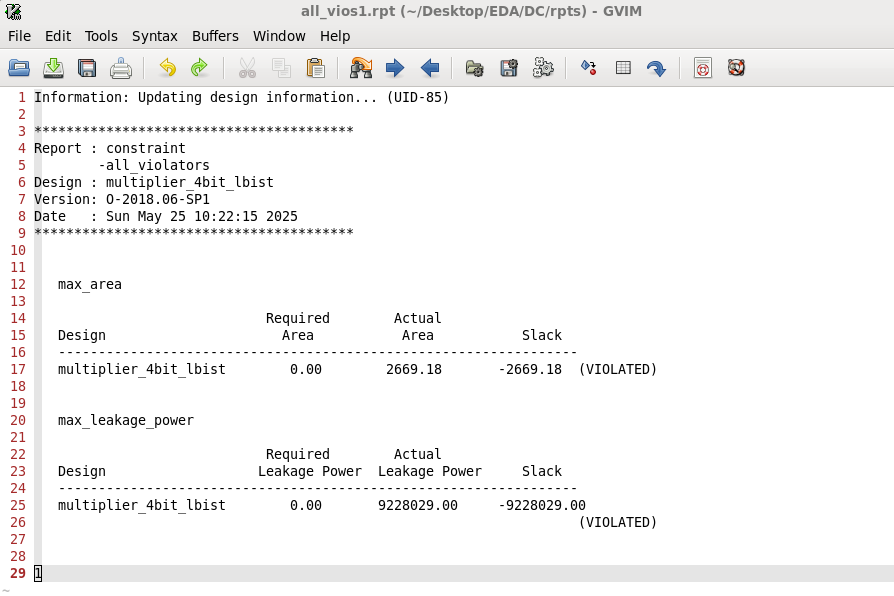 all_vios1.rpt (~/Desktop/EDA/DC/rpts) - GVIM
File Edit Tools Syntax Buffers Window Help
1 Information: Updating design information... (UID-85)
2
3 ****************************************
4 Report : constraint
5         -all_violators
6 Design : multiplier_4bit_lbist
7 Version: O-2018.06-SP1
8 Date   : Sun May 25 10:22:15 2025
9 ****************************************
10
11
12    max_area
13
14                              Required        Actual
15    Design                      Area           Area           Slack
16    -----------------------------------------------------------------
17    multiplier_4bit_lbist        0.00        2669.18       -2669.18  (VIOLATED)
18
19
20    max_leakage_power
21
22                              Required        Actual
23    Design                   Leakage Power  Leakage Power     Slack
24    -----------------------------------------------------------------
25    multiplier_4bit_lbist        0.00       9228029.00     -9228029.00
26                                                                     (VIOLATED)
27
28
29 1
~